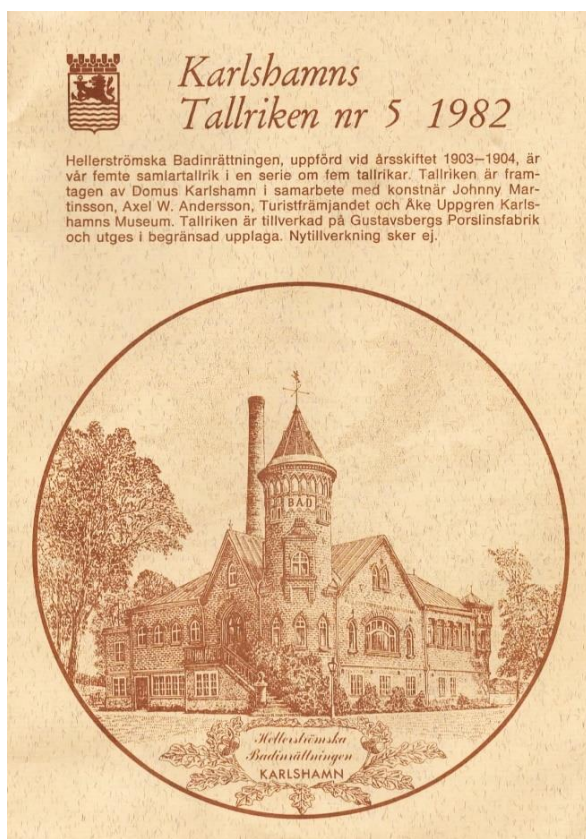 Karlshamns
Tallriken nr 5 1982
Hellerströmska Badinrättningen, uppförd vid årsskiftet 1903–1904, är
vår femte samlartallrik i en serie om fem tallrikar. Tallriken är fram-
tagen av Domus Karlshamn i samarbete med konstnär Johnny Mar-
tinsson, Axel W. Andersson, Turistfrämjandet och Åke Uppgren Karls-
hamns Museum. Tallriken är tillverkad på Gustavsbergs Porslinsfabrik
och utges i begränsad upplaga. Nytillverkning sker ej.
BAD
Hellerströmska
Badinrättningen
KARLSHAMN